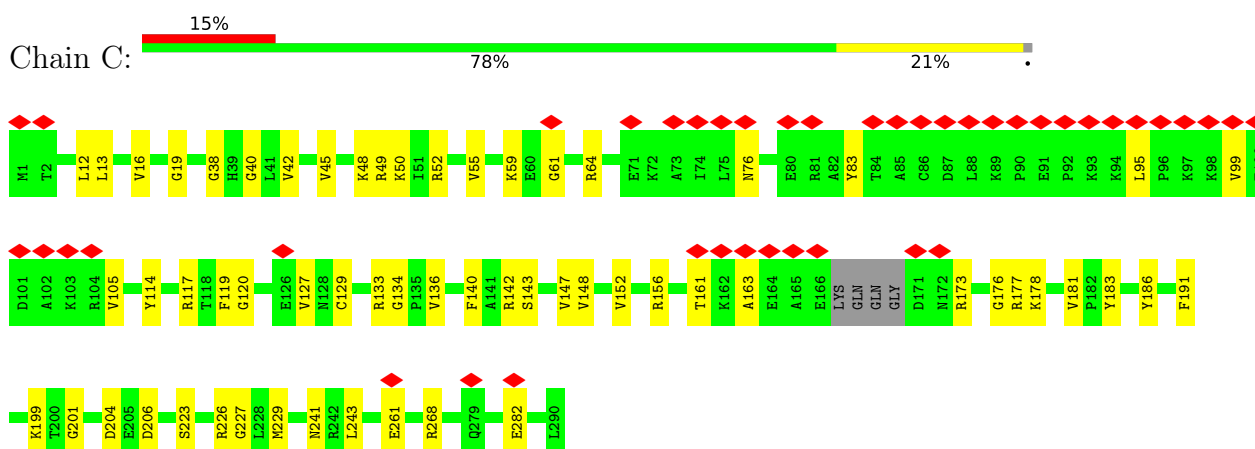 15%
Chain C:
78% 21% •
M1 T2 L12 L13 V16 G19 G38 H39 G40 L41 V42 V45 K48 R49 K50 I51 R52 V55 K59 E60 G61 R64 E71 K72 A73 I74 L75 N76 E80 R81 A82 Y83 T84 A85 C86 D87 L88 K89 P90 E91 P92 K93 K94 L95 P96 K97 K98 V99
D101 A102 K103 R104 V105 Y114 R117 T118 F119 G120 E126 V127 N128 C129 R133 G134 P135 V136 F140 A141 R142 S143 V147 V148 V152 R156 T161 K162 A163 E164 A165 E166 LYS GLN GLN GLY D171 N172 R173 G176 R177 K178 V181 P182 Y183 Y186 F191
K199 T200 G201 D204 E205 D206 S223 R226 G227 L228 M229 N241 R242 L243 E261 R268 Q279 E282 L290